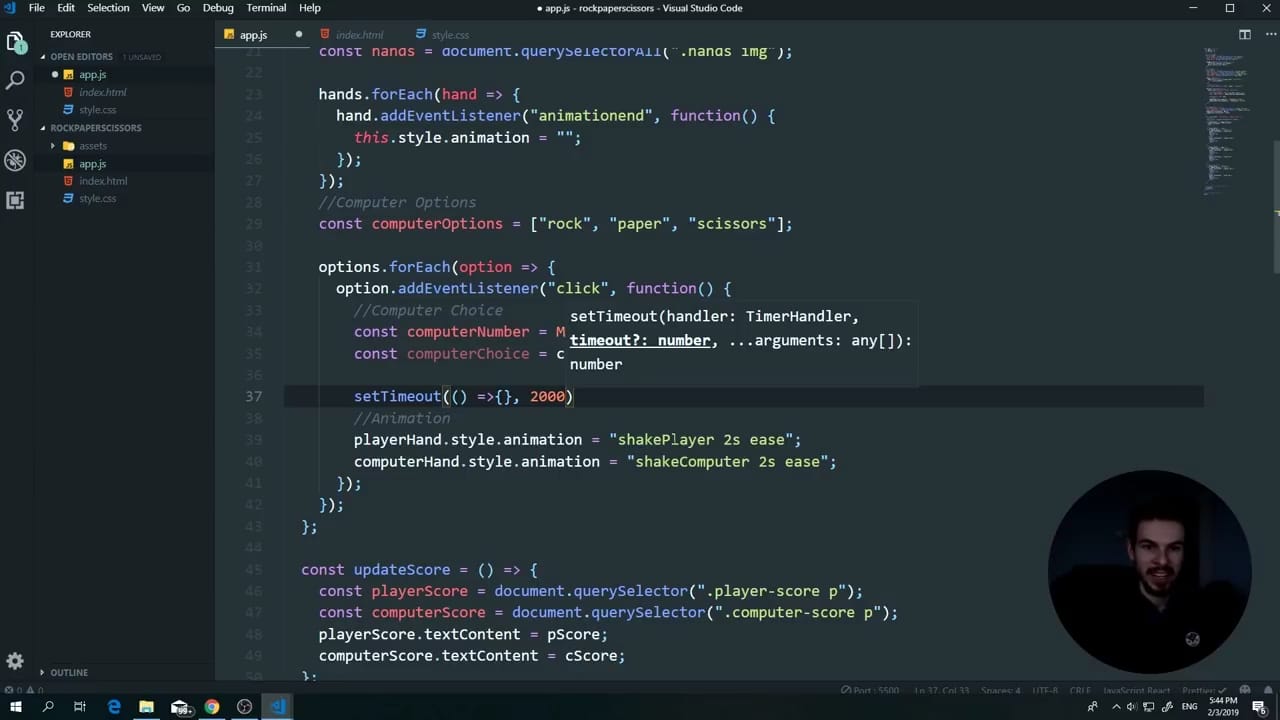 File Edit Selection View Go Debug Terminal Help
● app.js - rockpaperscissors - Visual Studio Code
EXPLORER
OPEN EDITORS 1 UNSAVED
app.js
index.html
style.css
ROCKPAPERSCISSORS
assets
app.js
index.html
style.css
OUTLINE
app.js index.html style.css
21 const hands = document.querySelectorAll(".hands img");
22
23 hands.forEach(hand => {
24 hand.addEventListener("animationend", function() {
25 this.style.animation = "";
26 });
27 });
28 //Computer Options
29 const computerOptions = ["rock", "paper", "scissors"];
30
31 options.forEach(option => {
32 option.addEventListener("click", function() {
33 //Computer Choice
34 const computerNumber = M
35 const computerChoice = c
36
37 setTimeout(() =>{}, 2000)
38 //Animation
39 playerHand.style.animation = "shakePlayer 2s ease";
40 computerHand.style.animation = "shakeComputer 2s ease";
41 });
42 });
43 };
44
45 const updateScore = () => {
46 const playerScore = document.querySelector(".player-score p");
47 const computerScore = document.querySelector(".computer-score p");
48 playerScore.textContent = pScore;
49 computerScore.textContent = cScore;
50 };
setTimeout(handler: TimerHandler,
timeout?: number, ...arguments: any[]):
number
0 0 Port : 5500 Ln 37, Col 33 Spaces: 4 UTF-8 CRLF JavaScript React Prettier: ✓
99+ ENG 5:44 PM
2/3/2019 6